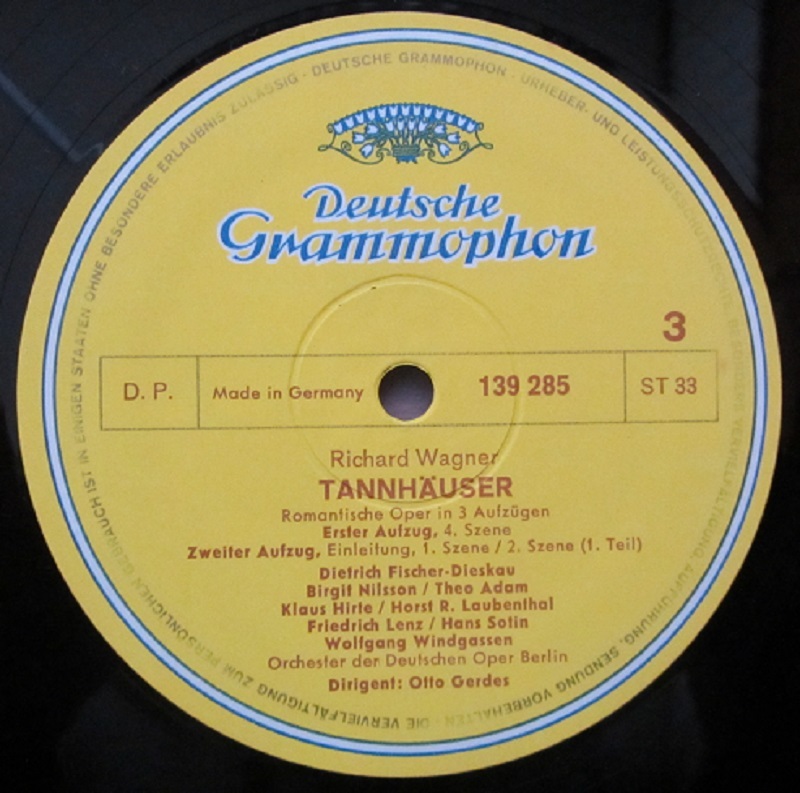 DEUTSCHE GRAMMOPHON · URHEBER- UND LEISTUNGSSCHUTZRECHTE
VERVIELFÄLTIGUNG, AUFFÜHRUNG, SENDUNG VORBEHALTEN · DIE VERVIELFÄLTIGUNG ZUM PERSÖNLICHEN GEBRAUCH IST IN EINIGEN STAATEN OHNE BESONDERE ERLAUBNIS ZULÄSSIG ·
Deutsche
Grammophon
3
D. P. Made in Germany 139 285 ST 33
Richard Wagner
TANNHÄUSER
Romantische Oper in 3 Aufzügen
Erster Aufzug, 4. Szene
Zweiter Aufzug, Einleitung, 1. Szene / 2. Szene (1. Teil)
Dietrich Fischer-Dieskau
Birgit Nilsson / Theo Adam
Klaus Hirte / Horst R. Laubenthal
Friedrich Lenz / Hans Sotin
Wolfgang Windgassen
Orchester der Deutschen Oper Berlin
Dirigent: Otto Gerdes